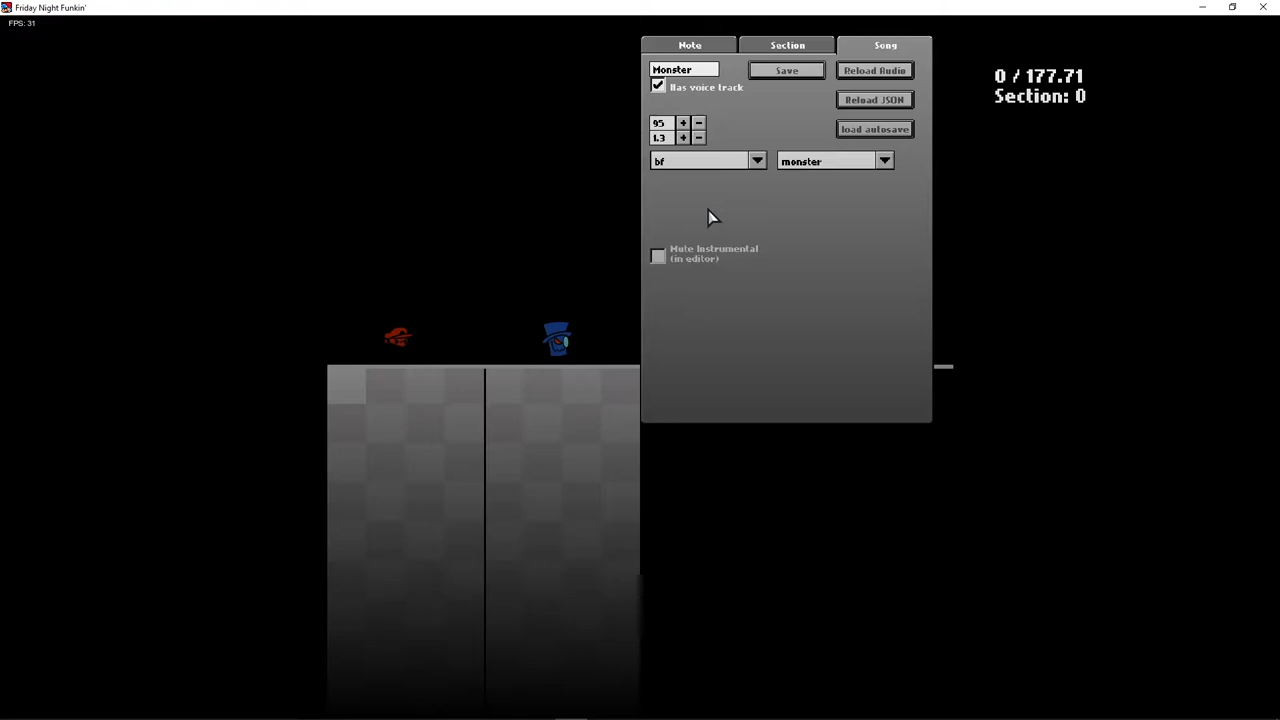 Friday Night Funkin'
FPS: 31
Note
Section
Song
Monster
Save
Reload Audio
Has voice track
Reload JSON
95 + -
load autosave
1.3 + -
bf
monster
Mute Instrumental
(in editor)
0 / 177.71
Section: 0